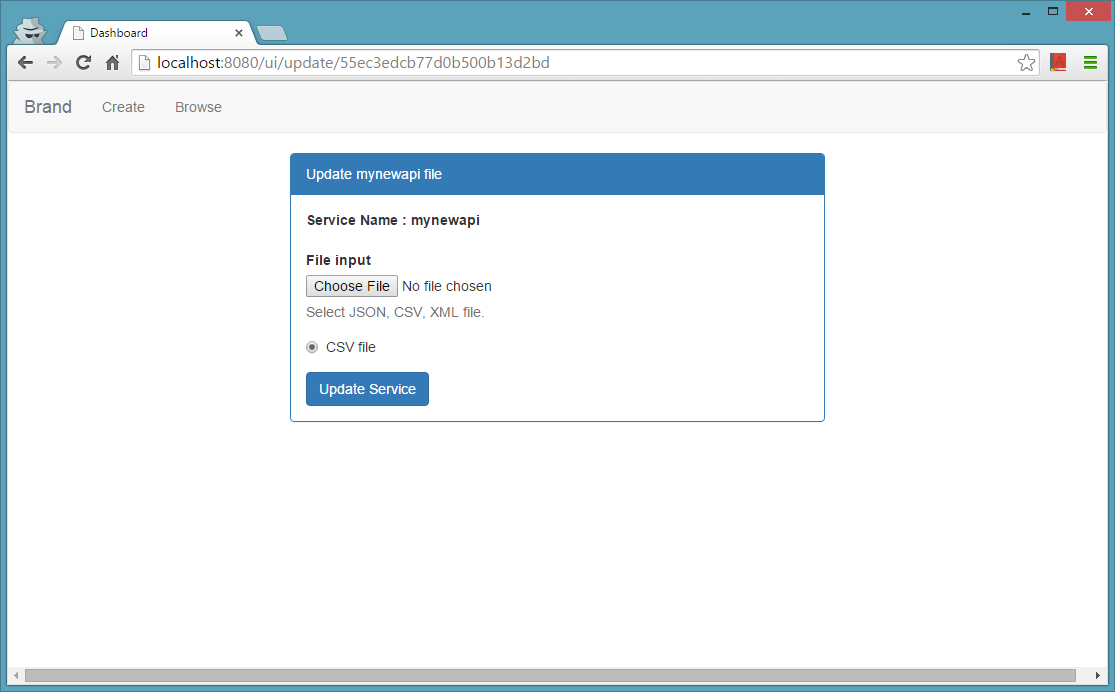 Dashboard
localhost:8080/ui/update/55ec3edcb77d0b500b13d2bd
Brand Create Browse
Update mynewapi file
Service Name : mynewapi
File input
Choose File No file chosen
Select JSON, CSV, XML file.
CSV file
Update Service